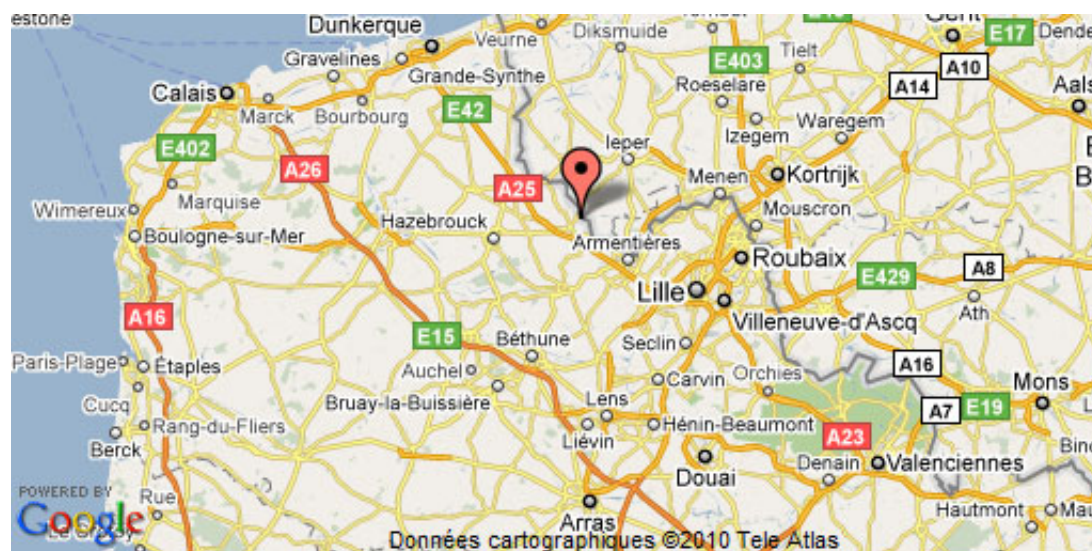 estone
Dunkerque
Diksmuide
Gent
E17
Dende
Veurne
Tielt
Gravelines
Grande-Synthe
E403
A10
Calais
Roeselare
A14
Aals
Marck
Bourbourg
E42
Izegem
Waregem
E402
Ieper
A26
A25
Menen
Kortrijk
Marquise
Wimereux
Hazebrouck
Mouscron
Boulogne-sur-Mer
Armentières
Roubaix
A8
E429
Lille
Ath
A16
Villeneuve-d'Ascq
E15
Béthune
Seclin
Paris-Plage
Étaples
Auchel
Orchies
A16
Carvin
Mons
Cucq
Bruay-la-Buissière
Lens
A7
E19
Rang-du-Fliers
Liévin
Hénin-Beaumont
A23
Berck
Binc
Douai
Denain
Valenciennes
POWERED BY
Google
Rue
Arras
Hautmont
Mau
Données cartographiques ©2010 Tele Atlas